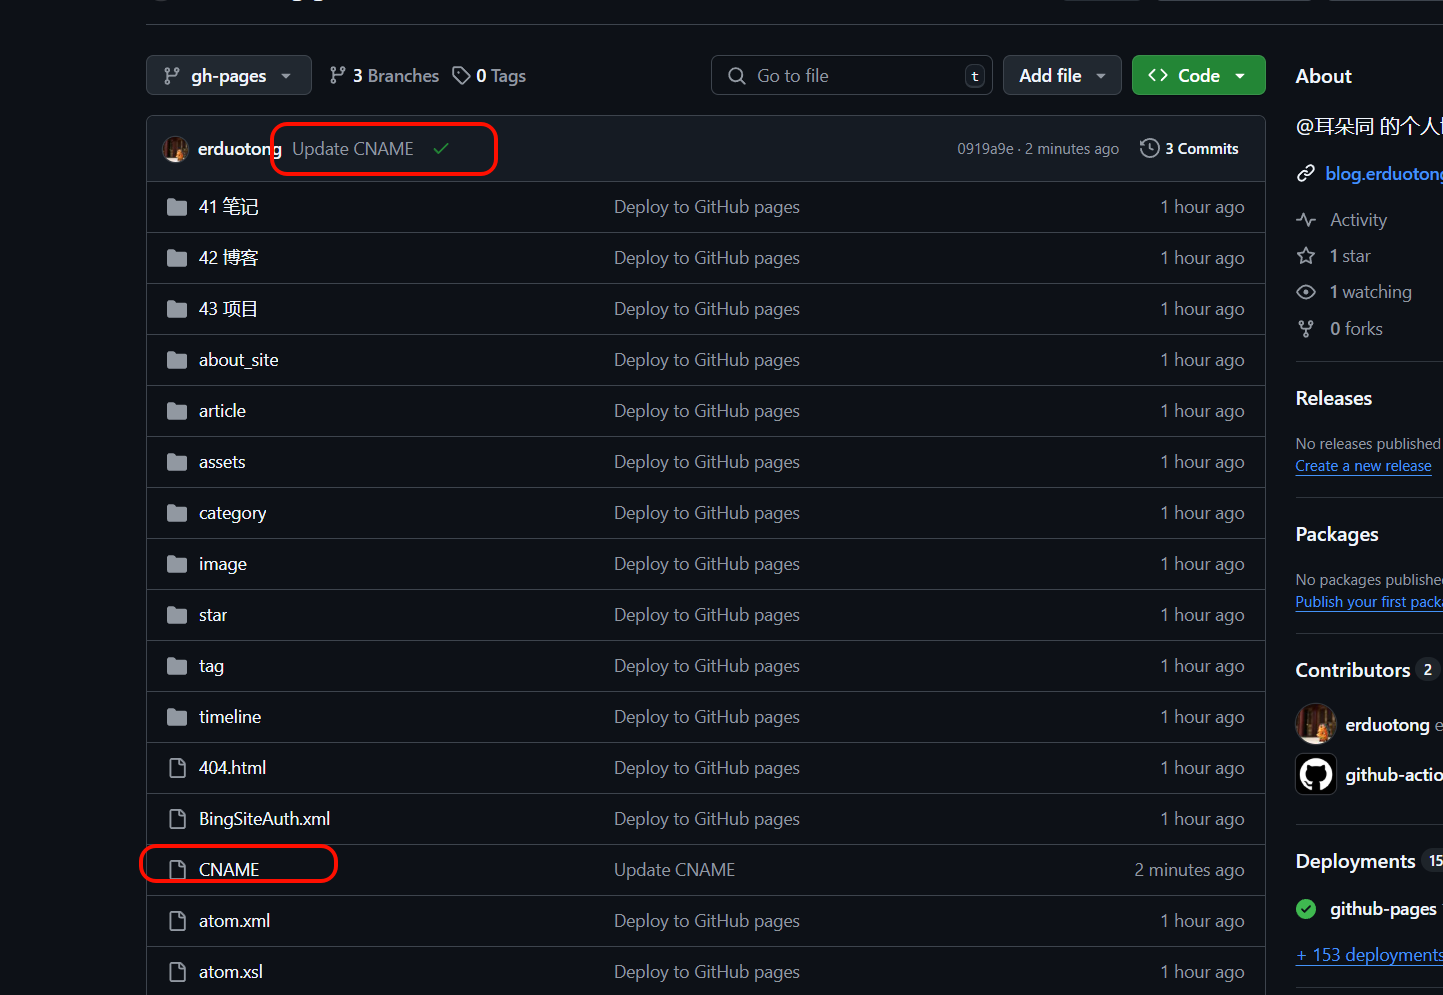 gh-pages
3 Branches
0 Tags
Go to file
t
Add file
Code
erduotong
Update CNAME
0919a9e · 2 minutes ago
3 Commits
41 笔记
Deploy to GitHub pages
1 hour ago
42 博客
Deploy to GitHub pages
1 hour ago
43 项目
Deploy to GitHub pages
1 hour ago
about_site
Deploy to GitHub pages
1 hour ago
article
Deploy to GitHub pages
1 hour ago
assets
Deploy to GitHub pages
1 hour ago
category
Deploy to GitHub pages
1 hour ago
image
Deploy to GitHub pages
1 hour ago
star
Deploy to GitHub pages
1 hour ago
tag
Deploy to GitHub pages
1 hour ago
timeline
Deploy to GitHub pages
1 hour ago
404.html
Deploy to GitHub pages
1 hour ago
BingSiteAuth.xml
Deploy to GitHub pages
1 hour ago
CNAME
Update CNAME
2 minutes ago
atom.xml
Deploy to GitHub pages
1 hour ago
atom.xsl
Deploy to GitHub pages
1 hour ago
About
@耳朵同 的个人
blog.erduotong
Activity
1 star
1 watching
0 forks
Releases
No releases published
Create a new release
Packages
No packages published
Publish your first packa
Contributors 2
erduotong e
github-actio
Deployments 15
github-pages
+ 153 deployments